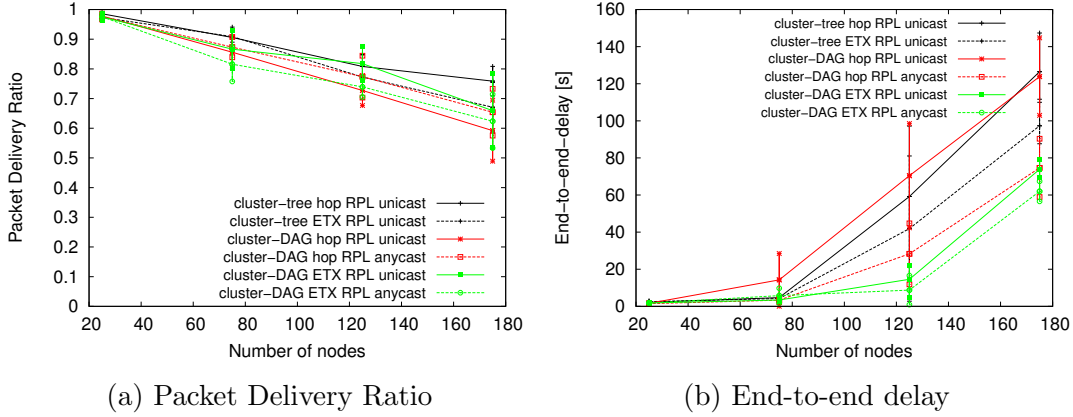 Packet Delivery Ratio
1
0.9
0.8
0.7
0.6
0.5
0.4
0.3
0.2
0.1
0
cluster-tree hop RPL unicast
cluster-tree ETX RPL unicast
cluster-DAG hop RPL unicast
cluster-DAG hop RPL anycast
cluster-DAG ETX RPL unicast
cluster-DAG ETX RPL anycast
20 40 60 80 100 120 140 160 180
Number of nodes
(a) Packet Delivery Ratio
End-to-end-delay [s]
160
140
120
100
80
60
40
20
0
cluster-tree hop RPL unicast
cluster-tree ETX RPL unicast
cluster-DAG hop RPL unicast
cluster-DAG hop RPL anycast
cluster-DAG ETX RPL unicast
cluster-DAG ETX RPL anycast
20 40 60 80 100 120 140 160 180
Number of nodes
(b) End-to-end delay